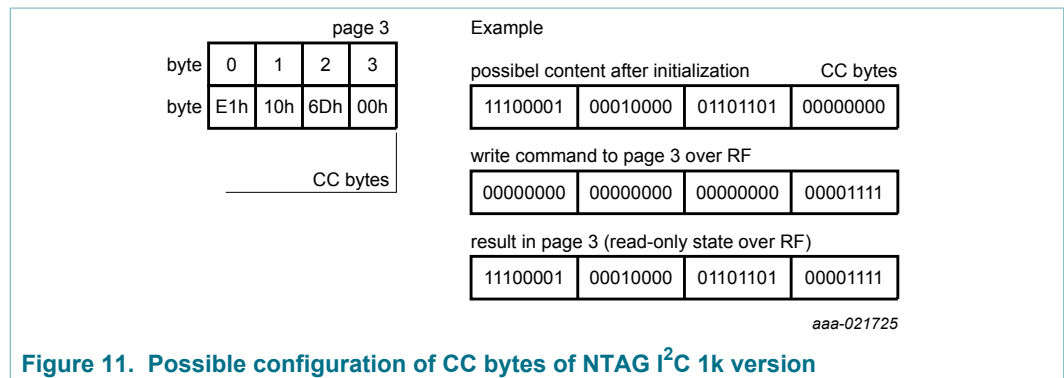 page 3
byte 0 1 2 3
byte E1h 10h 6Dh 00h
CC bytes
Example
possibel content after initialization CC bytes
11100001 00010000 01101101 00000000
write command to page 3 over RF
00000000 00000000 00000000 00001111
result in page 3 (read-only state over RF)
11100001 00010000 01101101 00001111
aaa-021725
Figure 11. Possible configuration of CC bytes of NTAG I²C 1k version